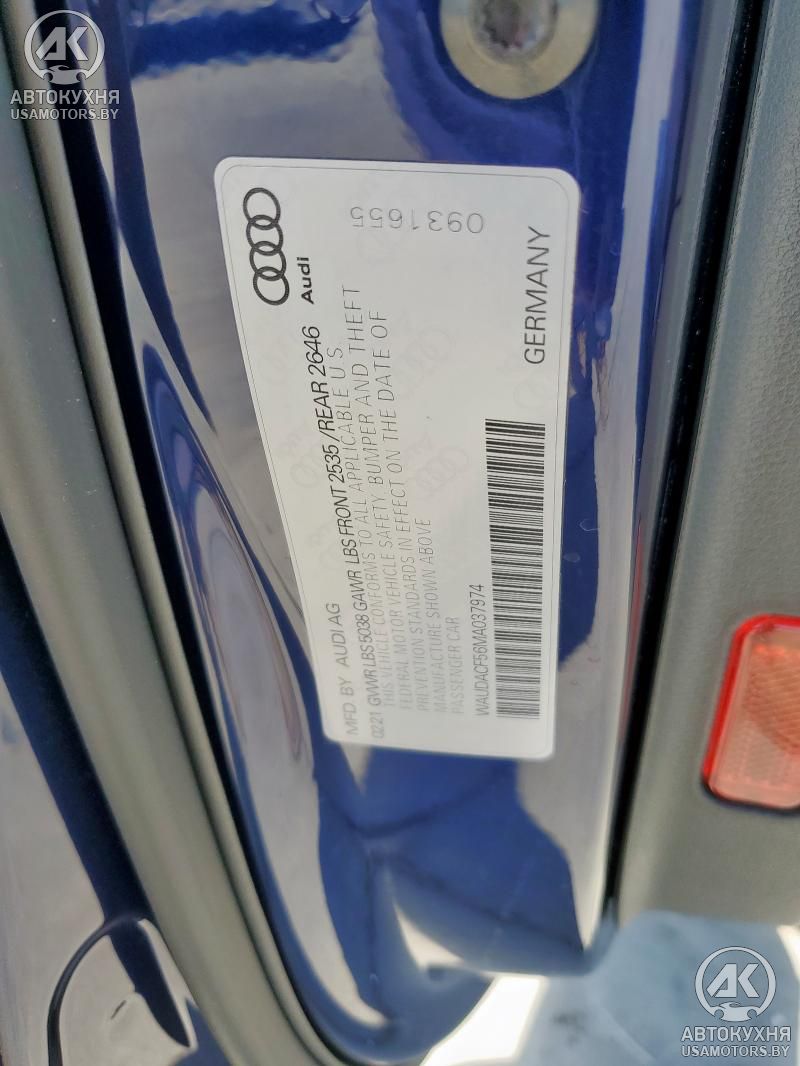 АВТОКУХНЯ
USAMOTORS.BY
MFD. BY AUDI AG
0221 GVWR LBS 5038 GAWR LBS FRONT 2535/REAR 2646
THIS VEHICLE CONFORMS TO ALL APPLICABLE U.S.
FEDERAL MOTOR VEHICLE SAFETY, BUMPER AND THEFT
PREVENTION STANDARDS IN EFFECT ON THE DATE OF
MANUFACTURE SHOWN ABOVE
PASSENGER CAR
WAUDACF56MA037974
Audi
0931655
GERMANY
АВТОКУХНЯ
USAMOTORS.BY